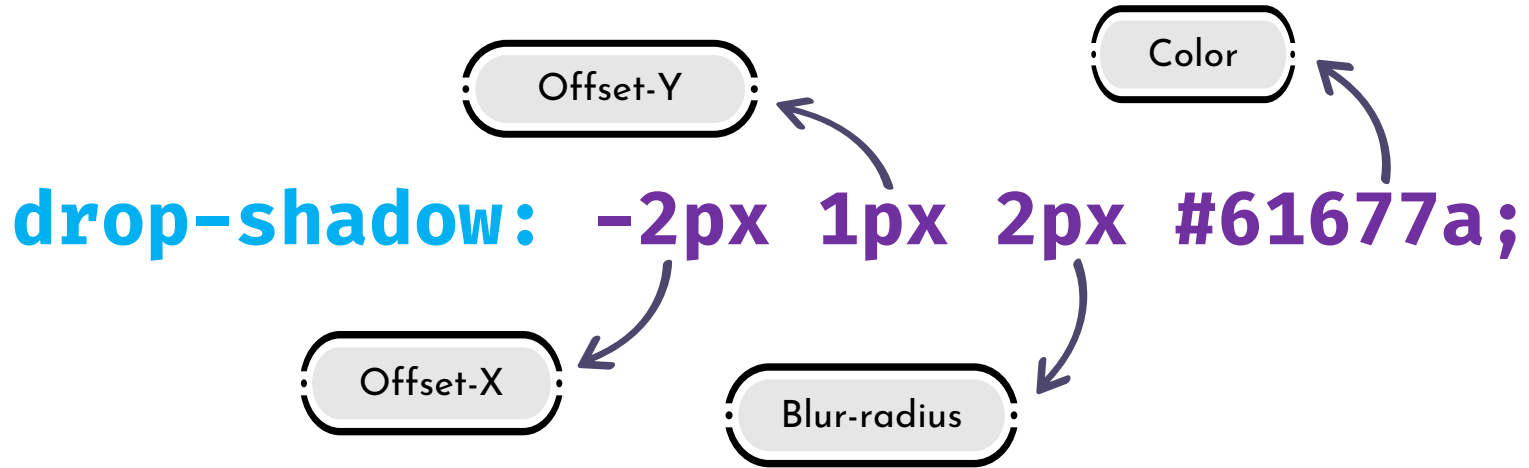 Color
Offset-Y
drop-shadow: -2px 1px 2px #61677a;
Offset-X
Blur-radius